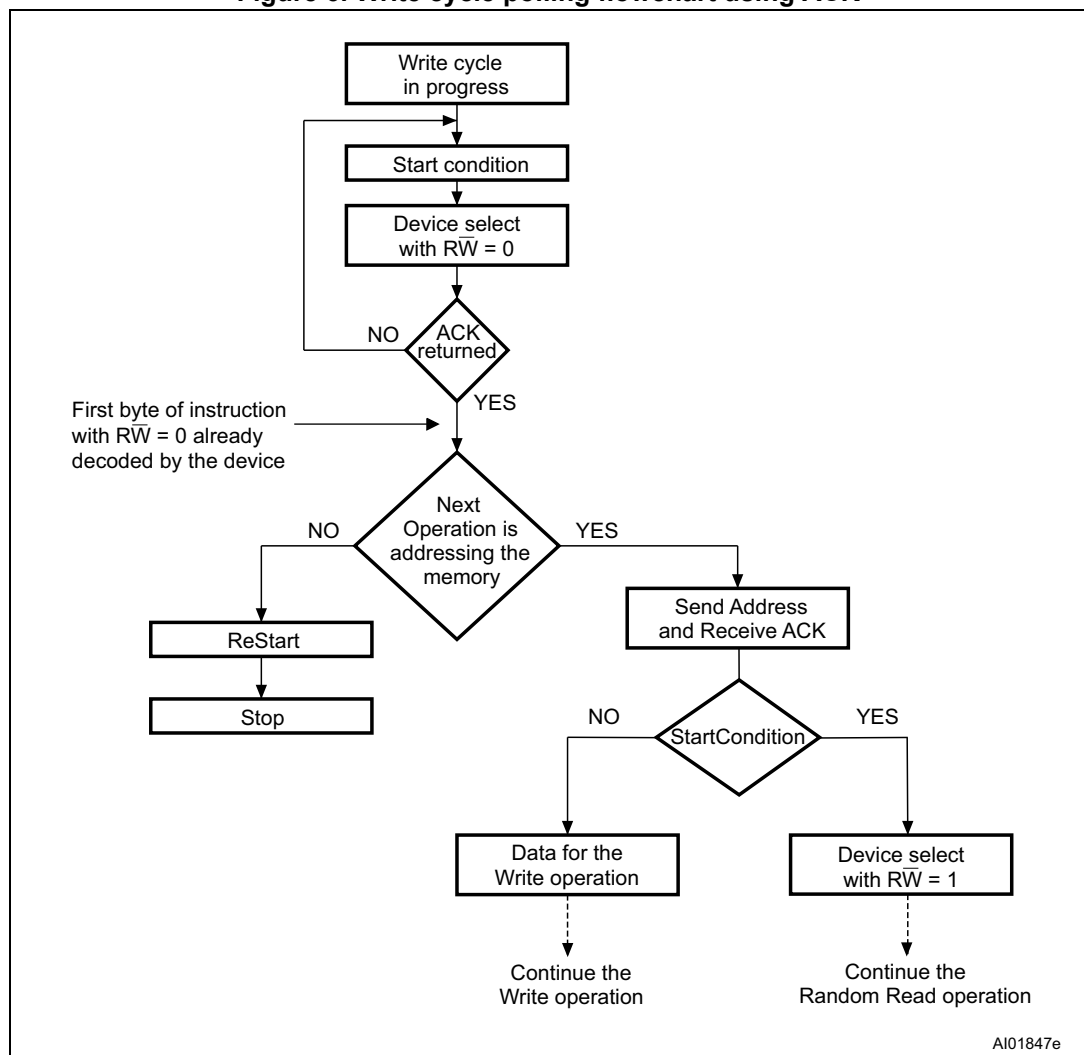 Figure Write cycle polling flowchart using ACK
Write cycle
in progress
Start condition
Device select
with RW̅ = 0
NO
ACK
returned
YES
First byte of instruction
with RW̅ = 0 already
decoded by the device
NO
Next
Operation is
addressing the
memory
YES
ReStart
Stop
Send Address
and Receive ACK
NO
StartCondition
YES
Data for the
Write operation
Device select
with RW̅ = 1
Continue the
Write operation
Continue the
Random Read operation
AI01847e